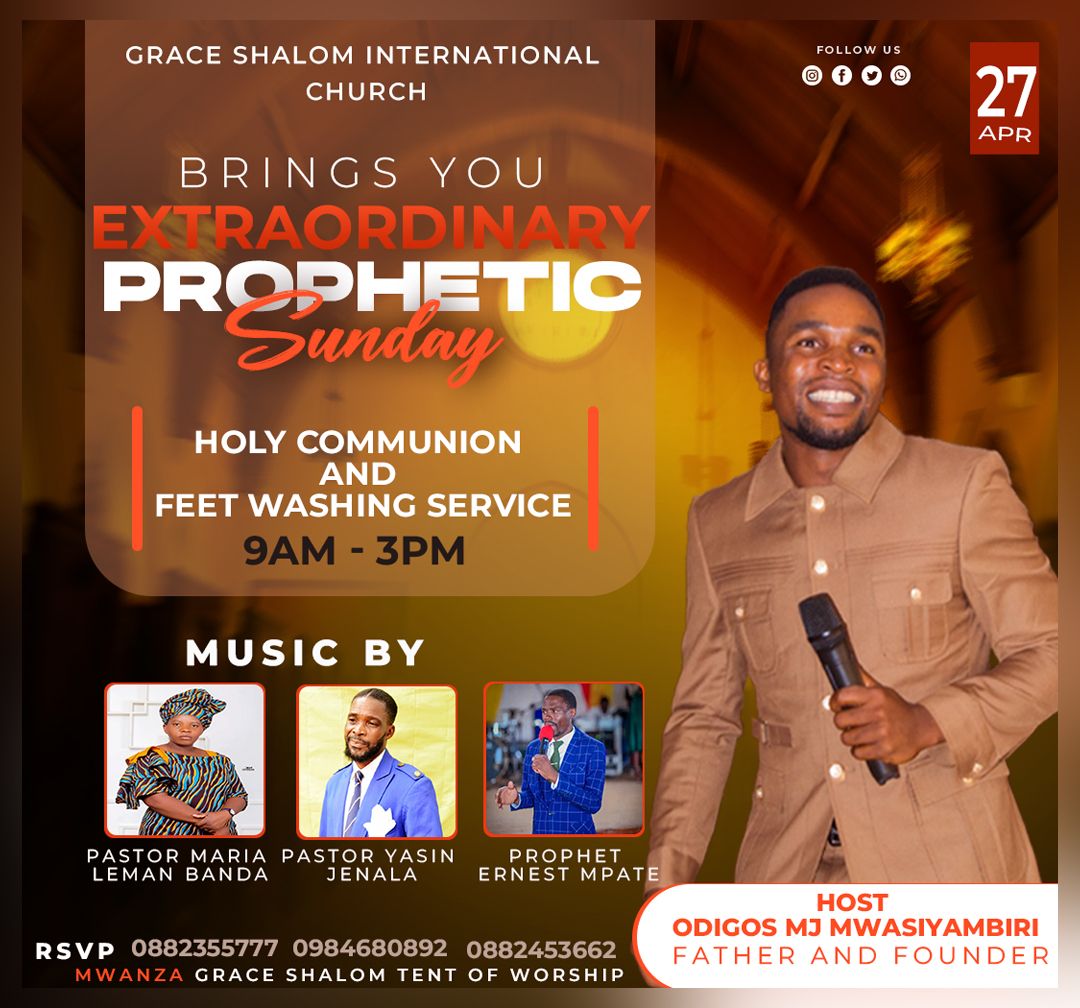 GRACE SHALOM INTERNATIONAL
CHURCH
FOLLOW US
27
APR
BRINGS YOU
EXTRAORDINARY
PROPHETIC
Sunday
HOLY COMMUNION
AND
FEET WASHING SERVICE
9AM - 3PM
MUSIC BY
PASTOR MARIA
LEMAN BANDA
PASTOR YASIN
JENALA
PROPHET
ERNEST MPATE
HOST
ODIGOS MJ MWASIYAMBIRI
FATHER AND FOUNDER
RSVP 0882355777 0984680892 0882453662
MWANZA GRACE SHALOM TENT OF WORSHIP